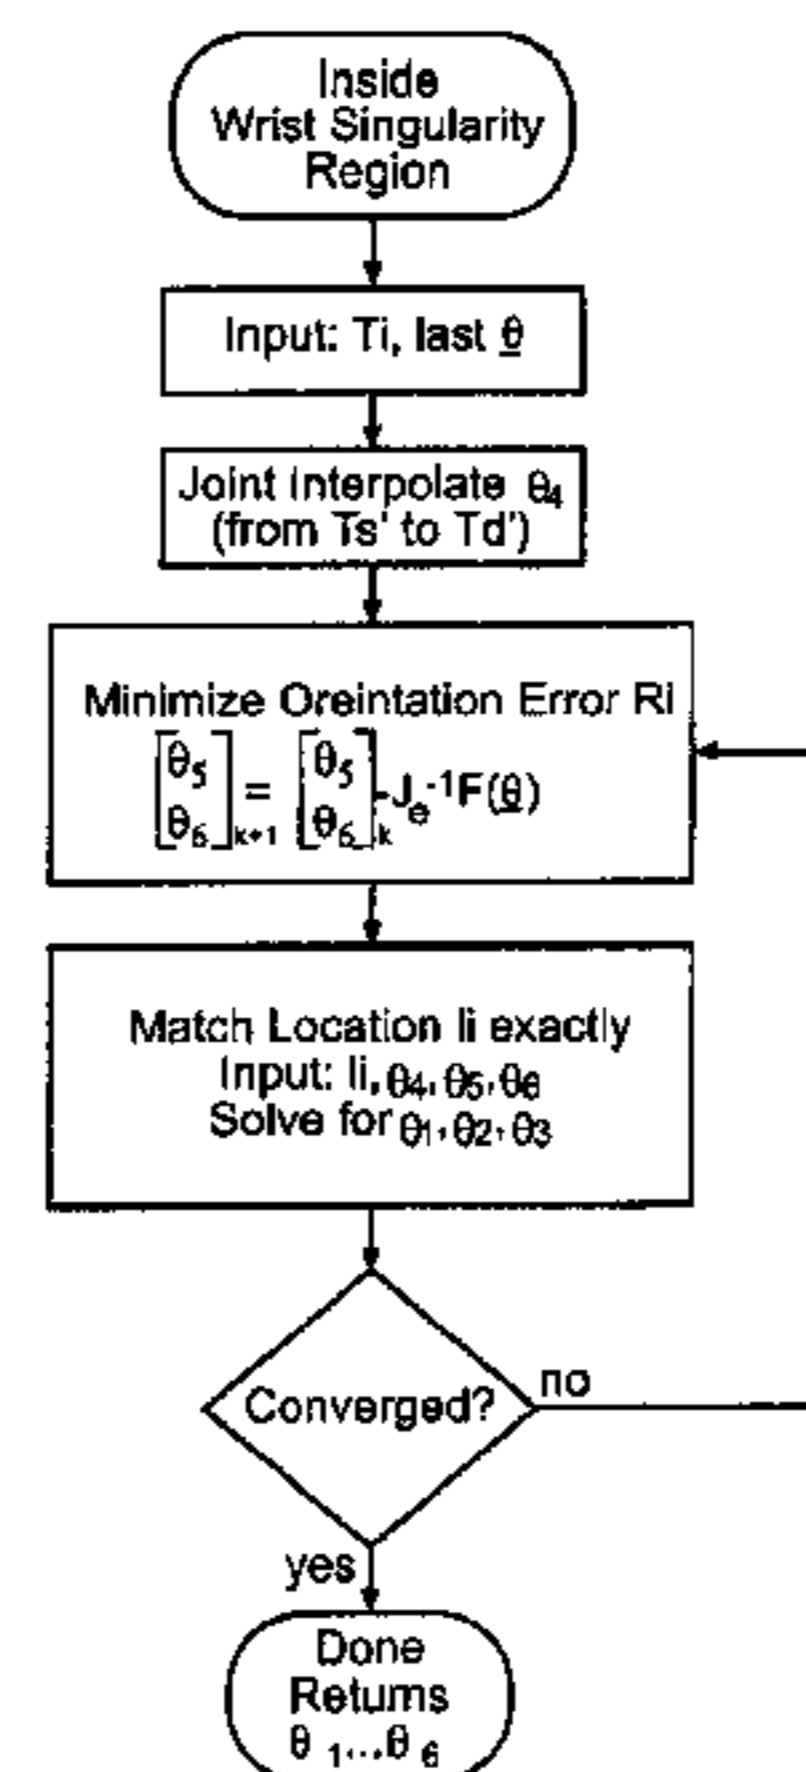 Inside
Wrist Singularity
Region
Input: Ti, last θ
Joint Interpolate θ4
(from Ts' to Td')
Minimize Oreintation Error Ri
[θ5 θ6]k+1 = [θ5 θ6]k -Je-1F(θ)
Match Location li exactly
Input: li, θ4, θ5, θ6
Solve for θ1, θ2, θ3
Converged?
no
yes
Done
Returns
θ 1...θ 6